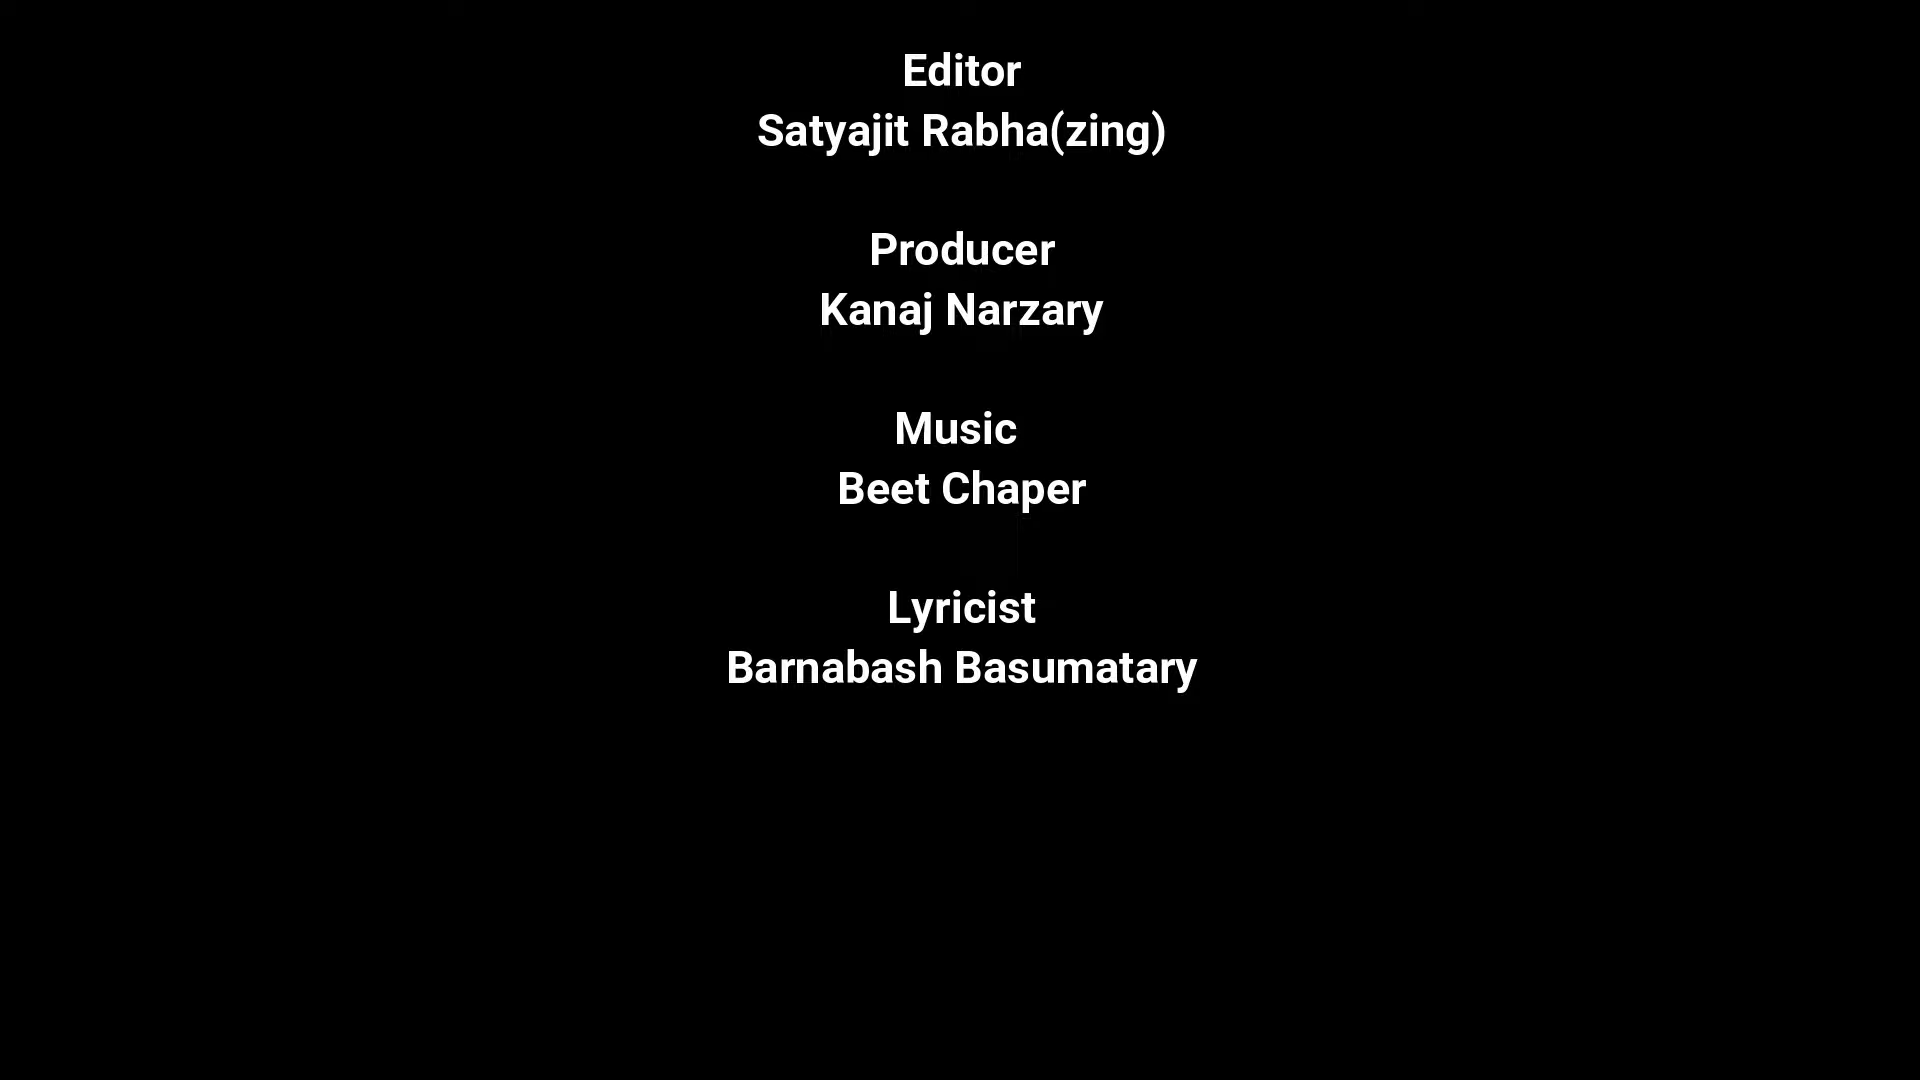 Editor
Satyajit Rabha(zing)
Producer
Kanaj Narzary
Music
Beet Chaper
Lyricist
Barnabash Basumatary